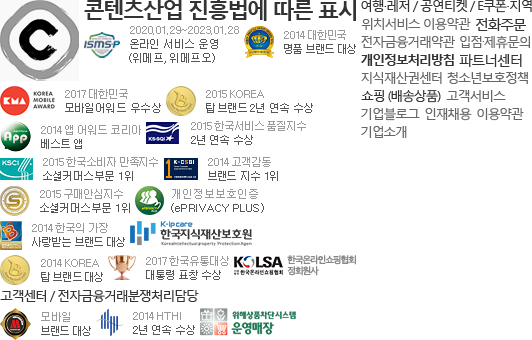 콘텐츠산업 진흥법에 따른 표시
ISMS-P
2020.01.29~2023.01.28
온라인 서비스 운영
(위메프, 위메프오)
2014 대한민국
명품 브랜드 대상
KMA
KOREA
MOBILE
AWARD
2017 대한민국
모바일어워드 우수상
2015 KOREA
탑 브랜드 2년 연속 수상
App
2014 앱 어워드 코리아
베스트 앱
KS-SQI
2015 한국서비스 품질지수
2년 연속 수상
KSCI
2015 한국소비자 만족지수
소셜커머스부문 1위
K-CSBI
2014 고객감동
브랜드 지수 1위
2015 구매안심지수
소셜커머스부문 1위
개인정보보호인증
(ePRIVACY PLUS)
2014 한국의 가장
사랑받는 브랜드 대상
K-ipcare
한국지식재산보호원
Korea Intellectual property Protection Agency
2014 KOREA
탑 브랜드 대상
2017 한국유통대상
대통령 표창 수상
KOLSA
한국온라인쇼핑협회
한국온라인쇼핑협회
정회원사
고객센터 / 전자금융거래분쟁처리담당
모바일
브랜드 대상
2014 HTHI
2년 연속 수상
위해상품차단시스템
운영매장
여행·레저 / 공연티켓 / E쿠폰·지역
위치서비스 이용약관 전화주문
전자금융거래약관 입점·제휴문의
개인정보처리방침 파트너센터
지식재산권센터 청소년보호정책
쇼핑 (배송상품) 고객서비스
기업블로그 인재채용 이용약관
기업소개